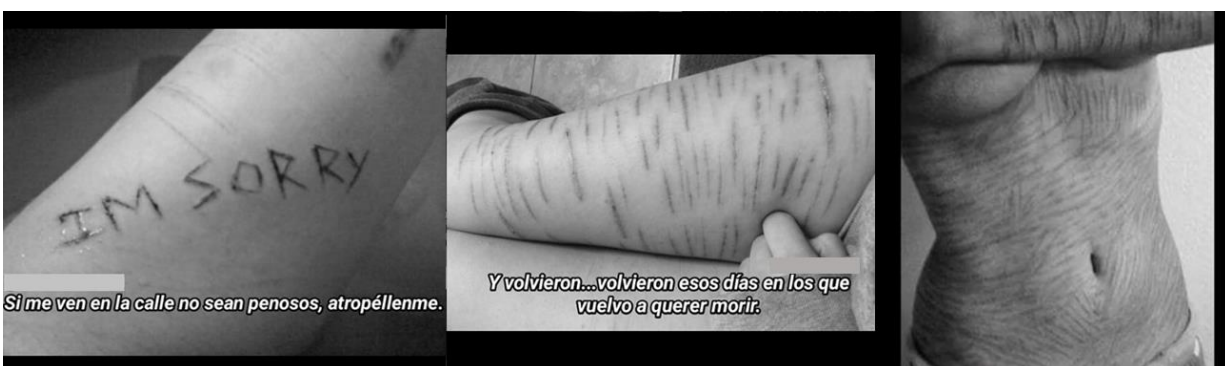 IM SORRY
Si me ven en la calle no sean penosos, atropéllenme.
Y volvieron...volvieron esos días en los que
vuelvo a querer morir.